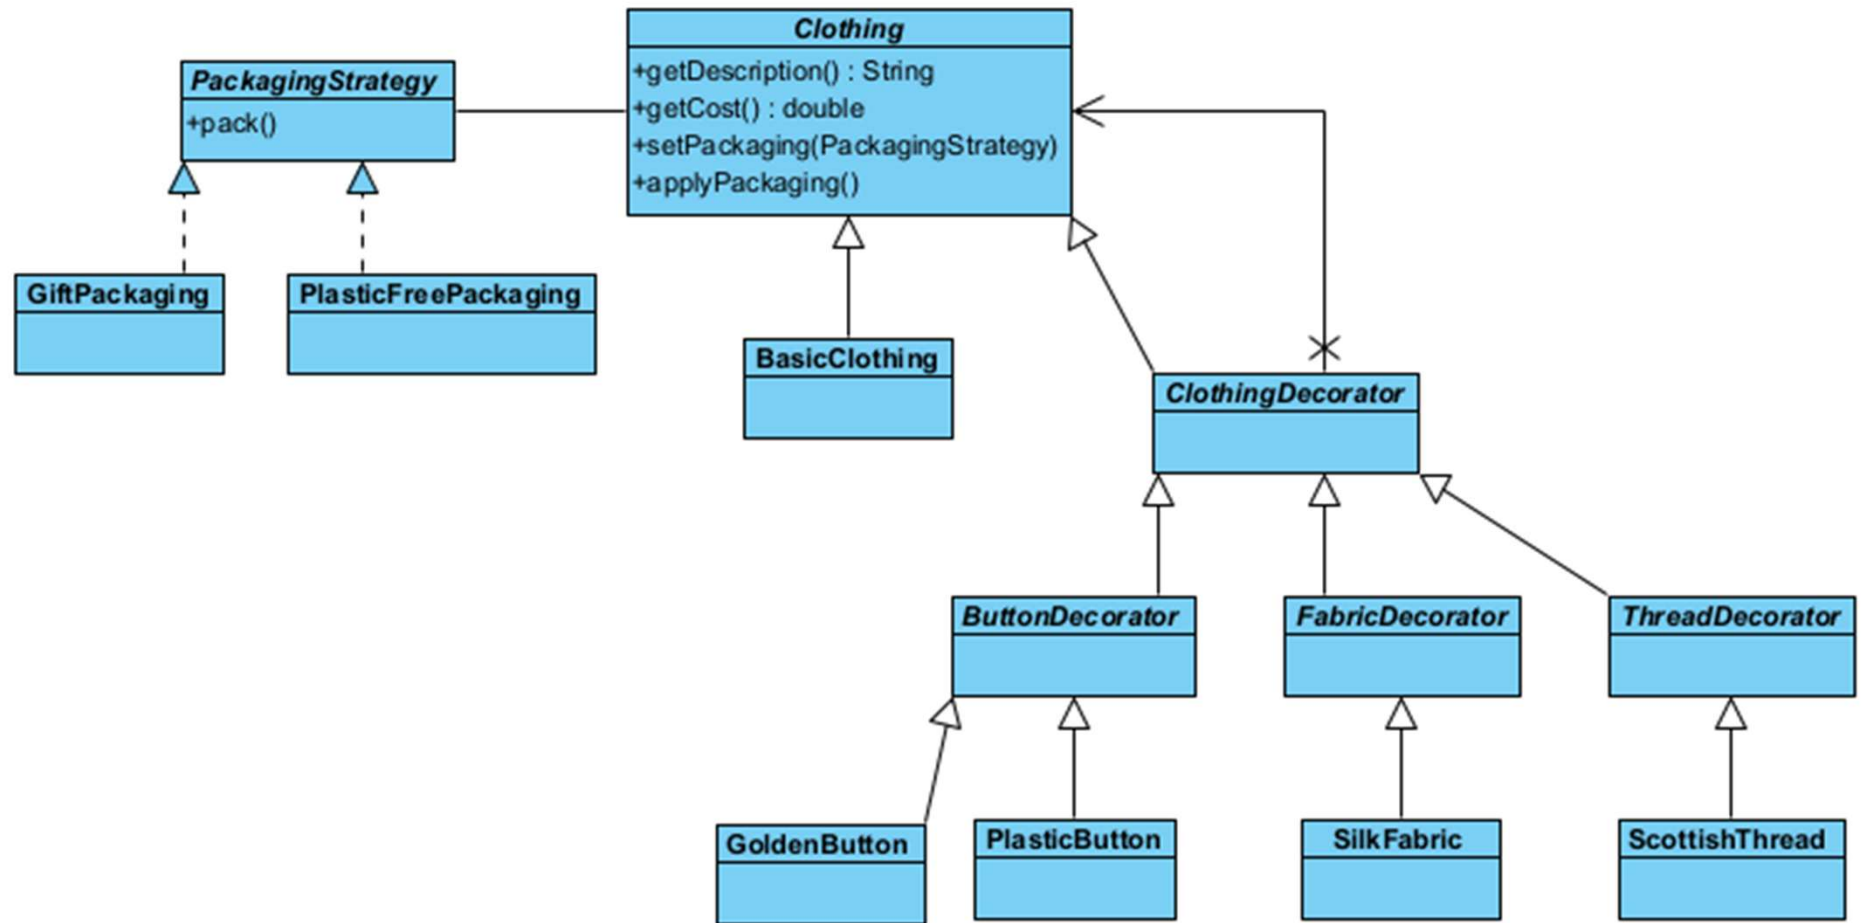 Clothing
+getDescription() : String
+getCost() : double
+setPackaging(PackagingStrategy)
+applyPackaging()
PackagingStrategy
+pack()
GiftPackaging
PlasticFreePackaging
BasicClothing
ClothingDecorator
ButtonDecorator
FabricDecorator
ThreadDecorator
GoldenButton
PlasticButton
SilkFabric
ScottishThread